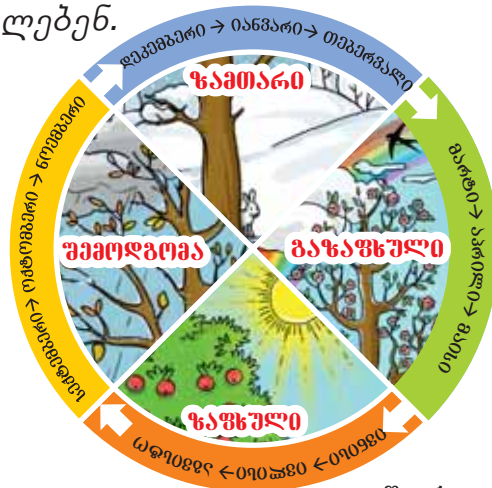 ლებენ.
დეკემბერი → იანვარი → თებერვალი
ზამთარი
მარტი → აპრილი → მაისი
გაზაფხული
ივნისი → ივლისი → აგვისტო
ზაფხული
სექტემბერი → ოქტომბერი → ნოემბერი
შემოდგომა